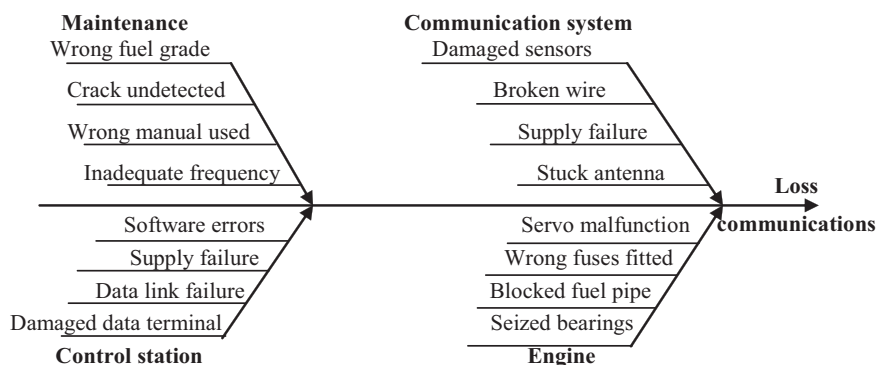 Maintenance
Wrong fuel grade
Crack undetected
Wrong manual used
Inadequate frequency
Communication system
Damaged sensors
Broken wire
Supply failure
Stuck antenna
Loss
communications
Software errors
Supply failure
Data link failure
Damaged data terminal
Control station
Servo malfunction
Wrong fuses fitted
Blocked fuel pipe
Seized bearings
Engine